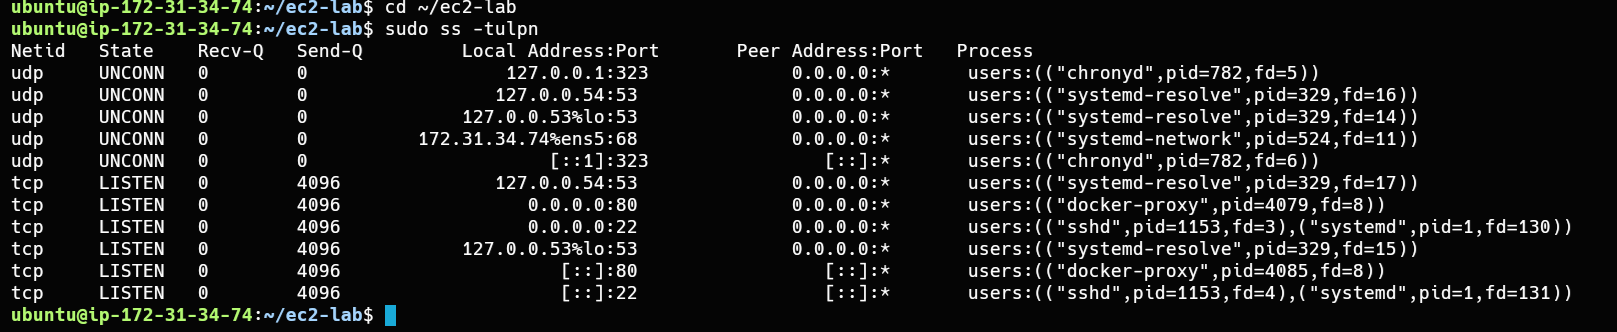 ubuntu@ip-172-31-34-74:~/ec2-lab$ cd ~/ec2-lab
ubuntu@ip-172-31-34-74:~/ec2-lab$ sudo ss -tulpn
Netid State Recv-Q Send-Q Local Address:Port Peer Address:Port Process
udp UNCONN 0 0 127.0.0.1:323 0.0.0.0:* users:(("chronyd",pid=782,fd=5))
udp UNCONN 0 0 127.0.0.54:53 0.0.0.0:* users:(("systemd-resolve",pid=329,fd=16))
udp UNCONN 0 0 127.0.0.53%lo:53 0.0.0.0:* users:(("systemd-resolve",pid=329,fd=14))
udp UNCONN 0 0 172.31.34.74%ens5:68 0.0.0.0:* users:(("systemd-network",pid=524,fd=11))
udp UNCONN 0 0 [::1]:323 [::]:* users:(("chronyd",pid=782,fd=6))
tcp LISTEN 0 4096 127.0.0.54:53 0.0.0.0:* users:(("systemd-resolve",pid=329,fd=17))
tcp LISTEN 0 4096 0.0.0.0:80 0.0.0.0:* users:(("docker-proxy",pid=4079,fd=8))
tcp LISTEN 0 4096 0.0.0.0:22 0.0.0.0:* users:(("sshd",pid=1153,fd=3),("systemd",pid=1,fd=130))
tcp LISTEN 0 4096 127.0.0.53%lo:53 0.0.0.0:* users:(("systemd-resolve",pid=329,fd=15))
tcp LISTEN 0 4096 [::]:80 [::]:* users:(("docker-proxy",pid=4085,fd=8))
tcp LISTEN 0 4096 [::]:22 [::]:* users:(("sshd",pid=1153,fd=4),("systemd",pid=1,fd=131))
ubuntu@ip-172-31-34-74:~/ec2-lab$